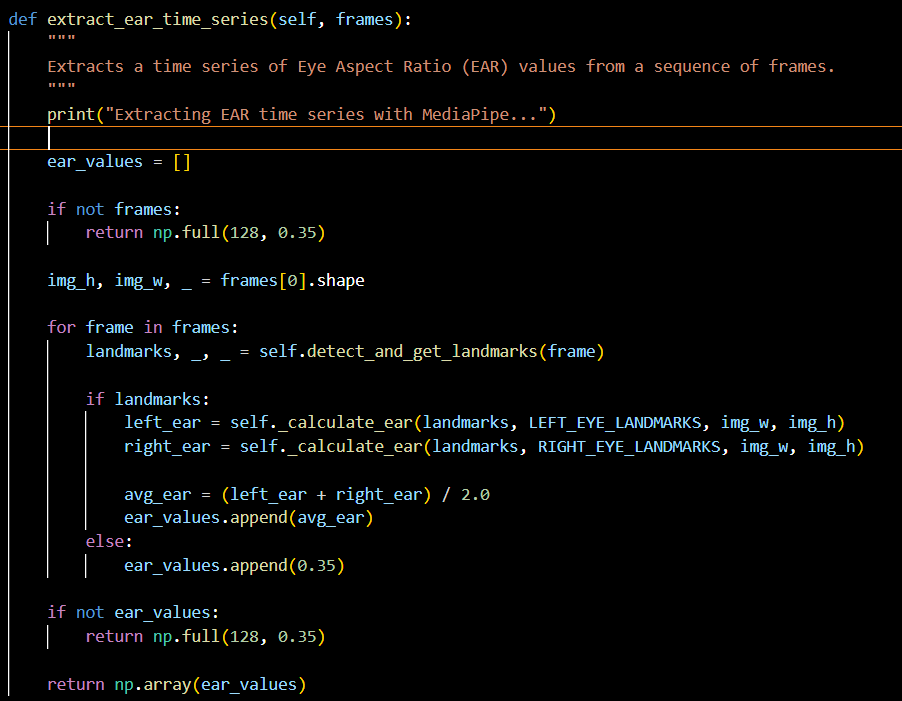 def extract_ear_time_series(self, frames):
    """
    Extracts a time series of Eye Aspect Ratio (EAR) values from a sequence of frames.
    """
    print("Extracting EAR time series with MediaPipe...")
    ear_values = []
    if not frames:
        return np.full(128, 0.35)
    img_h, img_w, _ = frames[0].shape
    for frame in frames:
        landmarks, _, _ = self.detect_and_get_landmarks(frame)
        if landmarks:
            left_ear = self._calculate_ear(landmarks, LEFT_EYE_LANDMARKS, img_w, img_h)
            right_ear = self._calculate_ear(landmarks, RIGHT_EYE_LANDMARKS, img_w, img_h)
            avg_ear = (left_ear + right_ear) / 2.0
            ear_values.append(avg_ear)
        else:
            ear_values.append(0.35)
    if not ear_values:
        return np.full(128, 0.35)
    return np.array(ear_values)